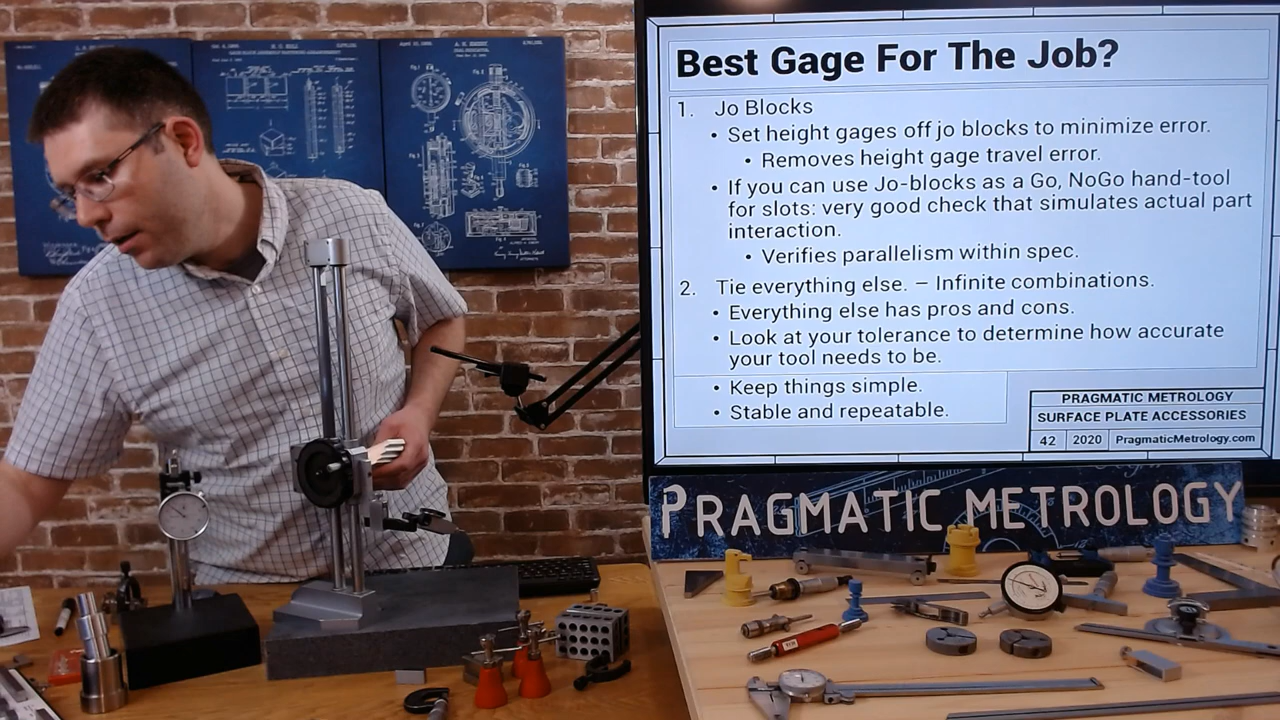 Best Gage For The Job?
1. Jo Blocks
• Set height gages off jo blocks to minimize error.
• Removes height gage travel error.
• If you can use Jo-blocks as a Go, NoGo hand-tool
for slots: very good check that simulates actual part
interaction.
• Verifies parallelism within spec.
2. Tie everything else. – Infinite combinations.
• Everything else has pros and cons.
• Look at your tolerance to determine how accurate
your tool needs to be.
• Keep things simple.
• Stable and repeatable.
PRAGMATIC METROLOGY
SURFACE PLATE ACCESSORIES
42 2020 PragmaticMetrology.com
PRAGMATIC METROLOGY